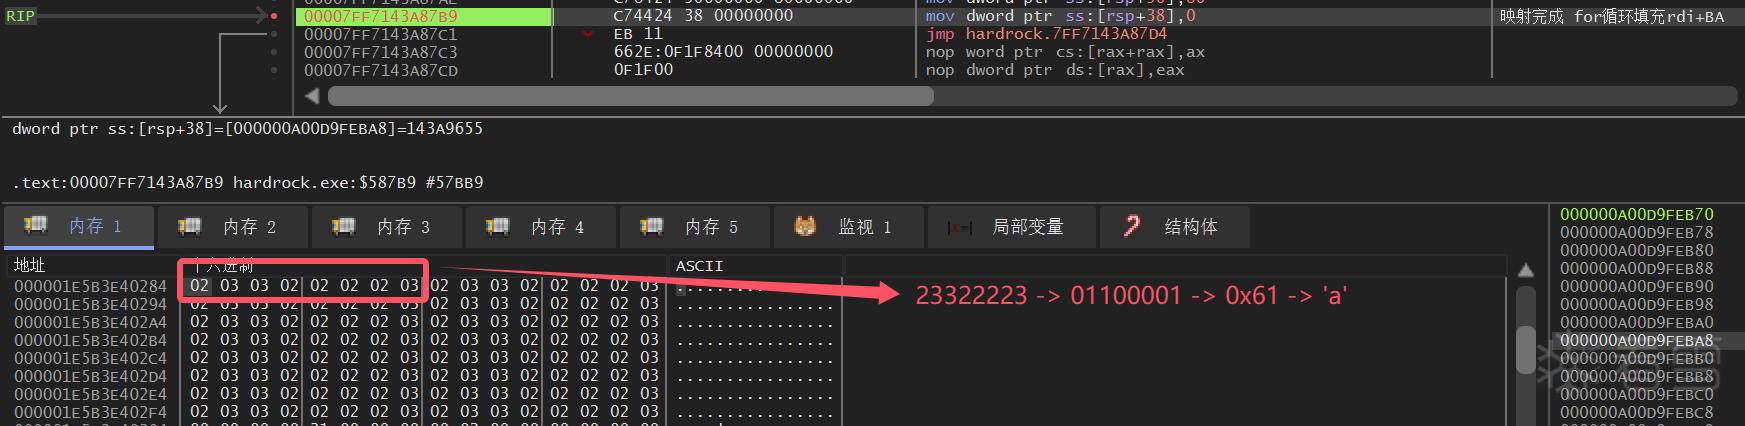 00007FF7143A87AE C74424 30 00000000 mov dword ptr ss:[rsp+30],00
RIP 00007FF7143A87B9 C74424 38 00000000 mov dword ptr ss:[rsp+38],0 映射完成 for循环填充rdi+BA
00007FF7143A87C1 EB 11 jmp hardrock.7FF7143A87D4
00007FF7143A87C3 662E:0F1F8400 00000000 nop word ptr cs:[rax+rax],ax
00007FF7143A87CD 0F1F00 nop dword ptr ds:[rax],eax
dword ptr ss:[rsp+38]=[000000A00D9FEBA8]=143A9655
.text:00007FF7143A87B9 hardrock.exe:$587B9 #57BB9
内存 1 内存 2 内存 3 内存 4 内存 5 监视 1 |x=| 局部变量 结构体
地址 十六进制 ASCII
000001E5B3E40284 02 03 03 02 02 02 02 03 02 03 03 02 02 02 02 03 ................
000001E5B3E40294 02 03 03 02 02 02 02 03 02 03 03 02 02 02 02 03 ................
000001E5B3E402A4 02 03 03 02 02 02 02 03 02 03 03 02 02 02 02 03 ................
000001E5B3E402B4 02 03 03 02 02 02 02 03 02 03 03 02 02 02 02 03 ................
000001E5B3E402C4 02 03 03 02 02 02 02 03 02 03 03 02 02 02 02 03 ................
000001E5B3E402D4 02 03 03 02 02 02 02 03 02 03 03 02 02 02 02 03 ................
000001E5B3E402E4 02 03 03 02 02 02 02 03 02 03 03 02 02 02 02 03 ................
000001E5B3E402F4 02 03 03 02 02 02 02 03 02 03 03 02 02 02 02 03 ................
23322223 -> 01100001 -> 0x61 -> 'a'
000000A00D9FEB70
000000A00D9FEB78
000000A00D9FEB80
000000A00D9FEB88
000000A00D9FEB90
000000A00D9FEB98
000000A00D9FEBA0
000000A00D9FEBA8
000000A00D9FEBB0
000000A00D9FEBB8
000000A00D9FEBC0
000000A00D9FEBC8
看雪